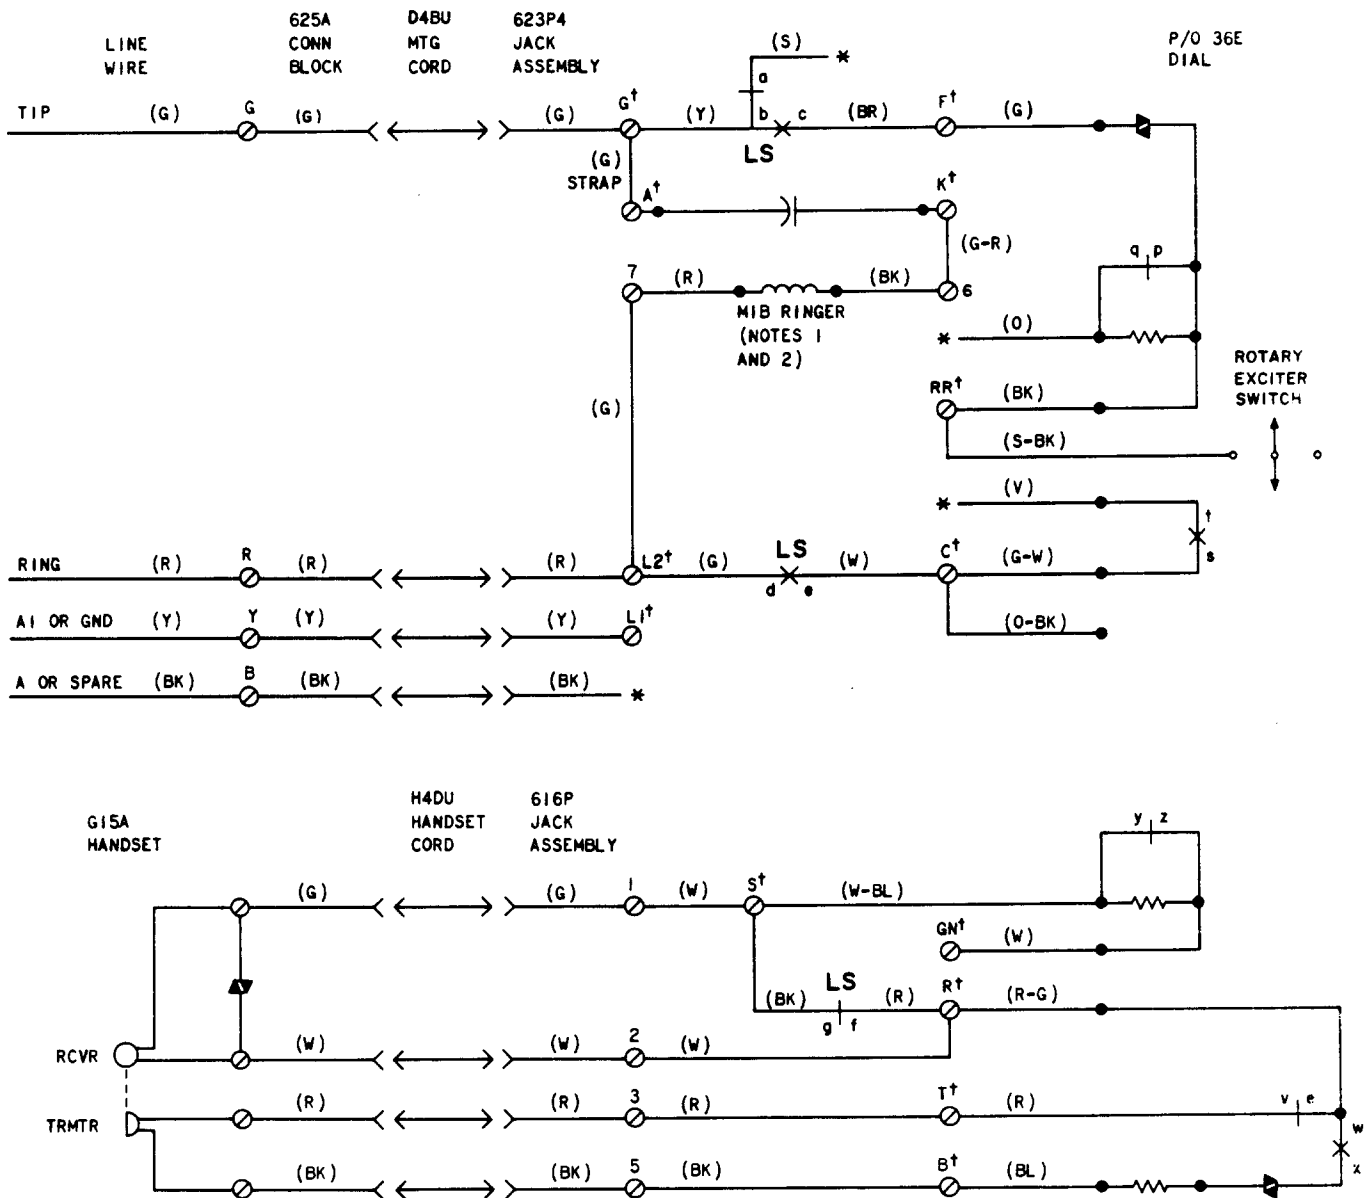 625A
CONN
BLOCK
D4BU
MTG
CORD
623P4
JACK
ASSEMBLY
LINE
WIRE
P/O 36E
DIAL
(S) *
a
TIP (G) G (G) (G) G† (Y) b c (BR) F† (G)
LS
(G)
STRAP
A† K†
(G-R)
q p
7 (R) (BK) 6
MIB RINGER
(NOTES 1
AND 2)
* (O)
ROTARY
EXCITER
SWITCH
RR† (BK)
(G)
(S-BK)
* (V)
t
s
RING (R) R (R) (R) L2† (G) LS (W) C† (G-W)
d e
(O-BK)
A1 OR GND (Y) Y (Y) (Y) L1†
A OR SPARE (BK) B (BK) (BK) *
G15A
HANDSET
H4DU
HANDSET
CORD
616P
JACK
ASSEMBLY
y z
(G) (G) 1 (W) S† (W-BL)
GN† (W)
LS
(BK) g f (R) R† (R-G)
RCVR (W) (W) 2 (W)
TRMTR (R) (R) 3 (R) T† (R) v e
w
x
(BK) (BK) 5 (BK) B† (BL)